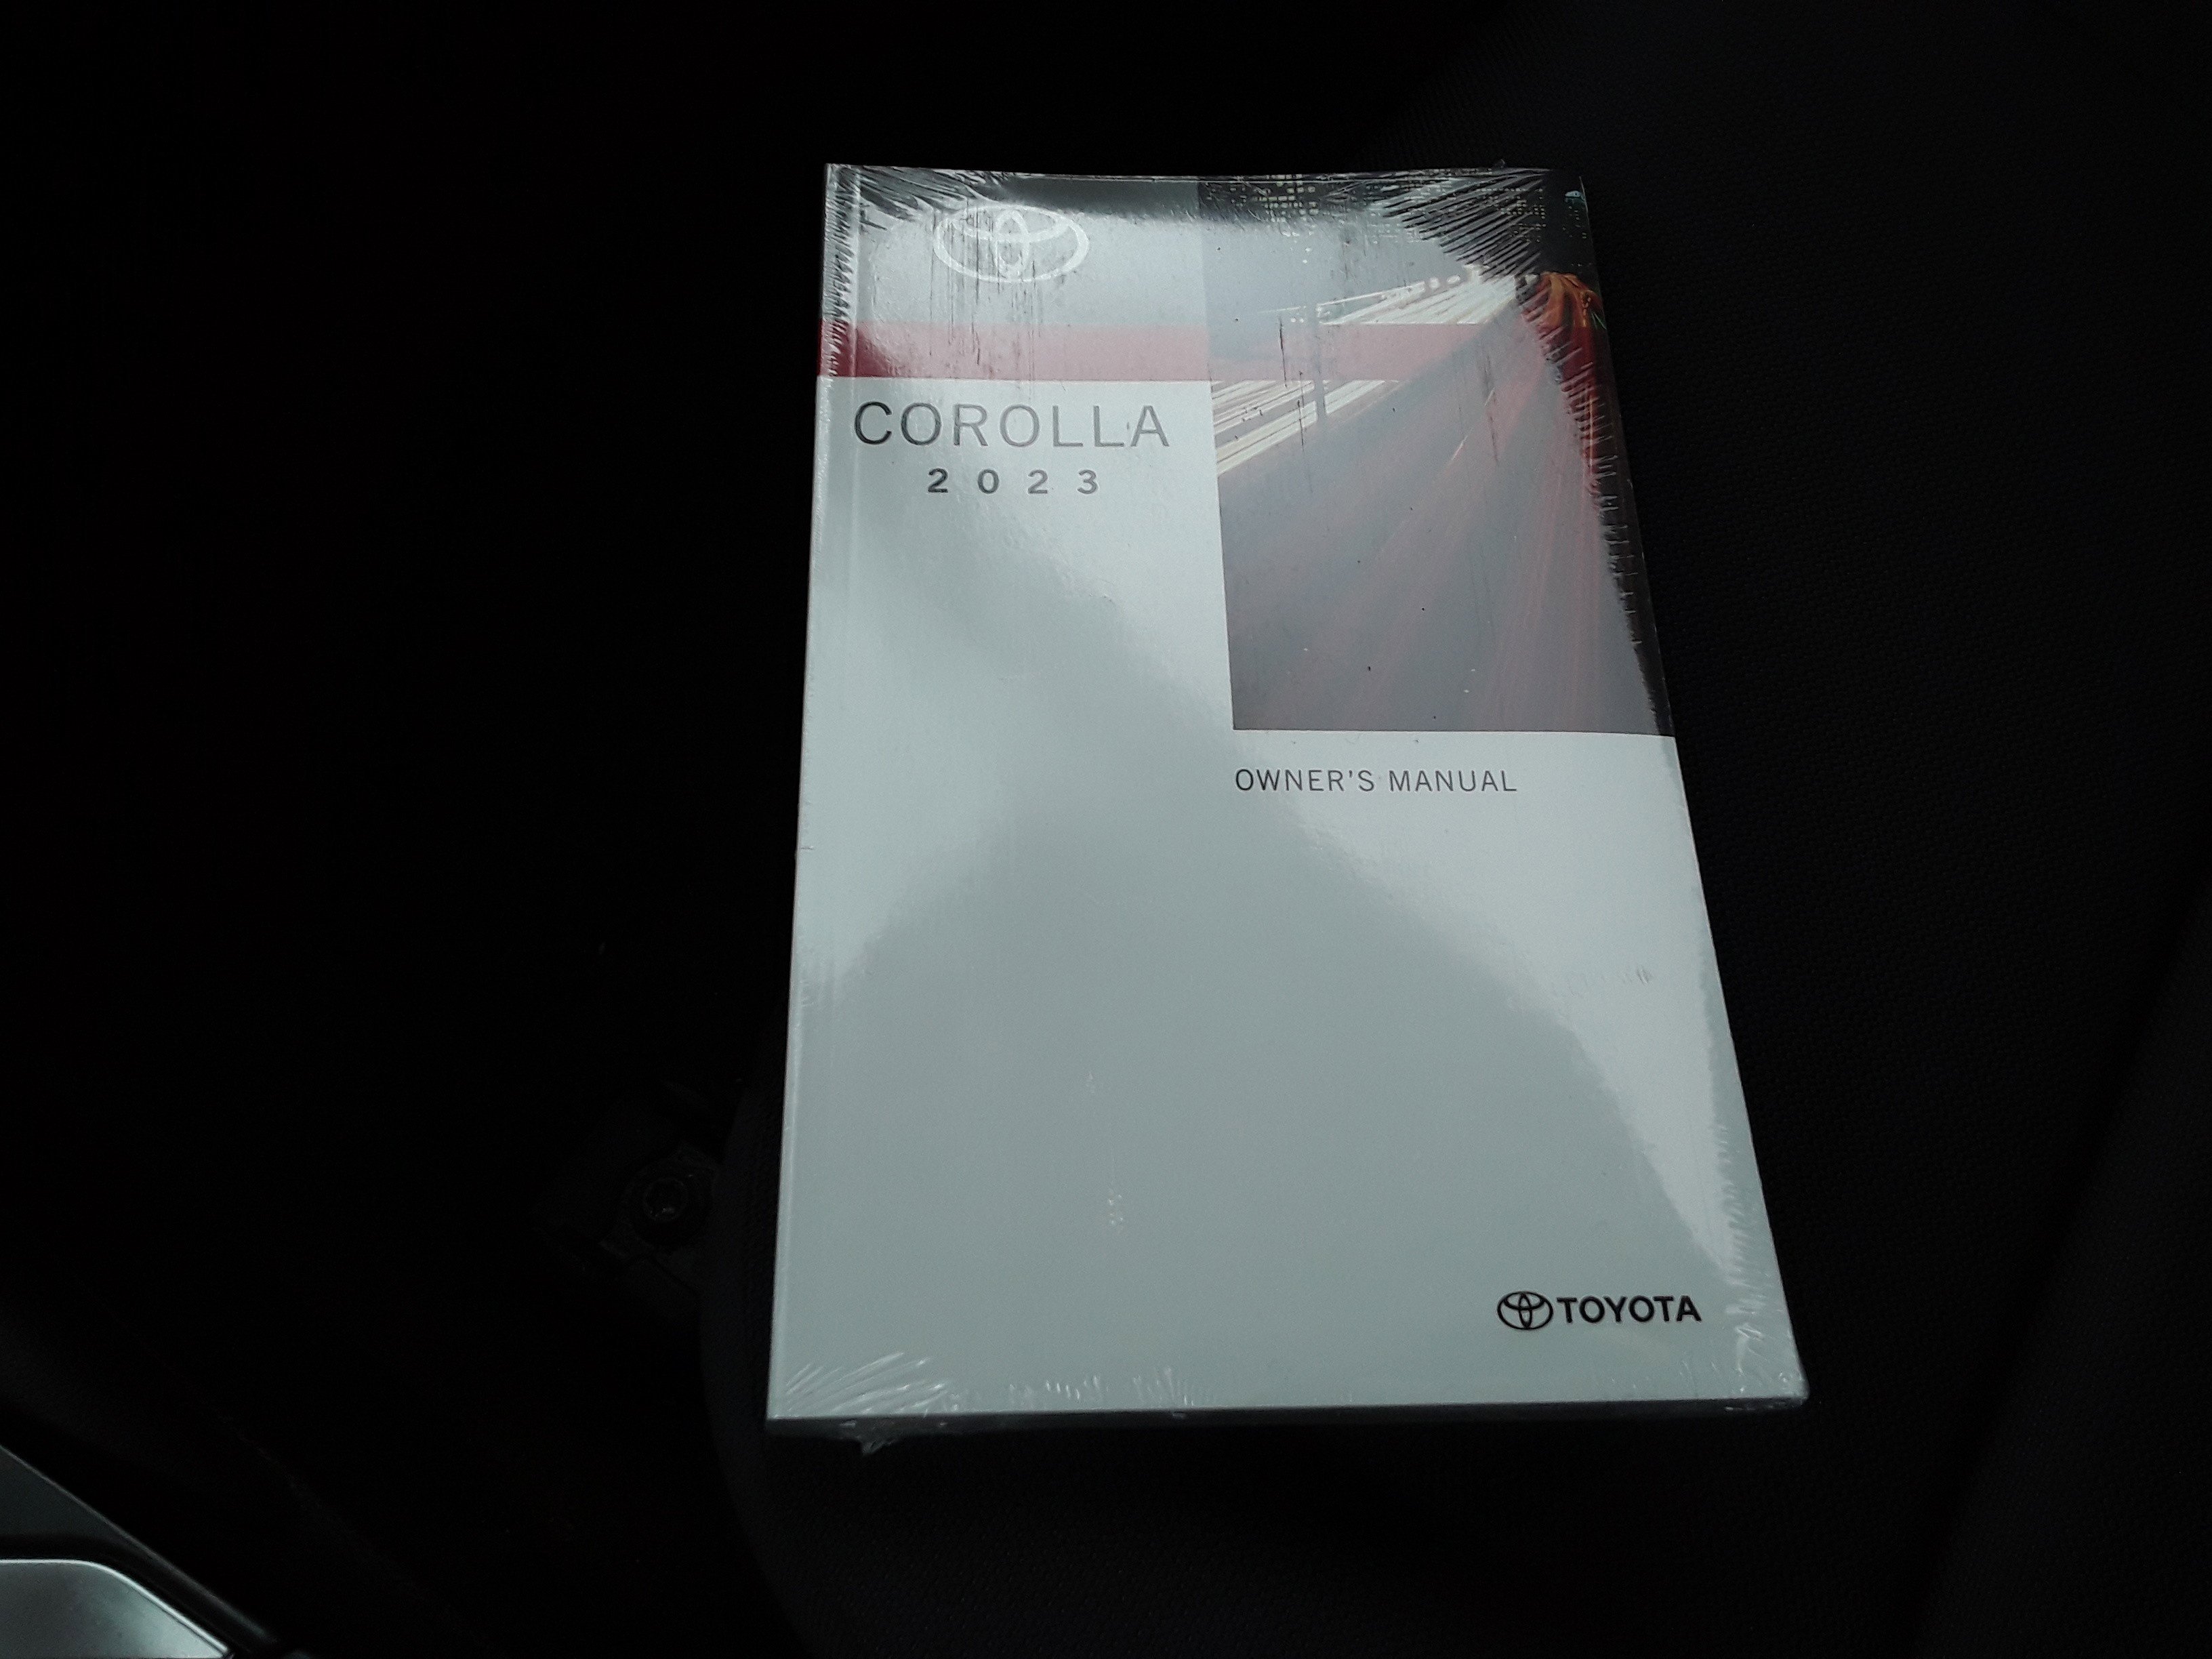 COROLLA
2023
OWNER'S MANUAL
TOYOTA